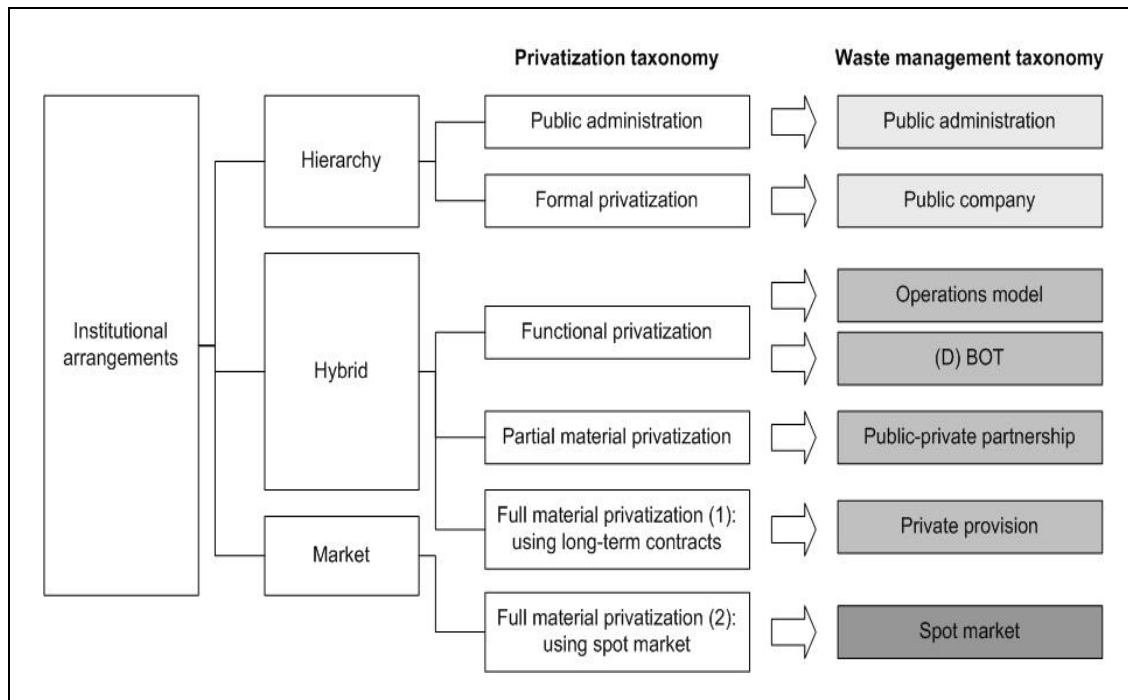 Privatization taxonomy
Waste management taxonomy
Institutional
arrangements
Hierarchy
Public administration
Public administration
Formal privatization
Public company
Hybrid
Functional privatization
Operations model
(D) BOT
Partial material privatization
Public-private partnership
Full material privatization (1):
using long-term contracts
Private provision
Market
Full material privatization (2):
using spot market
Spot market